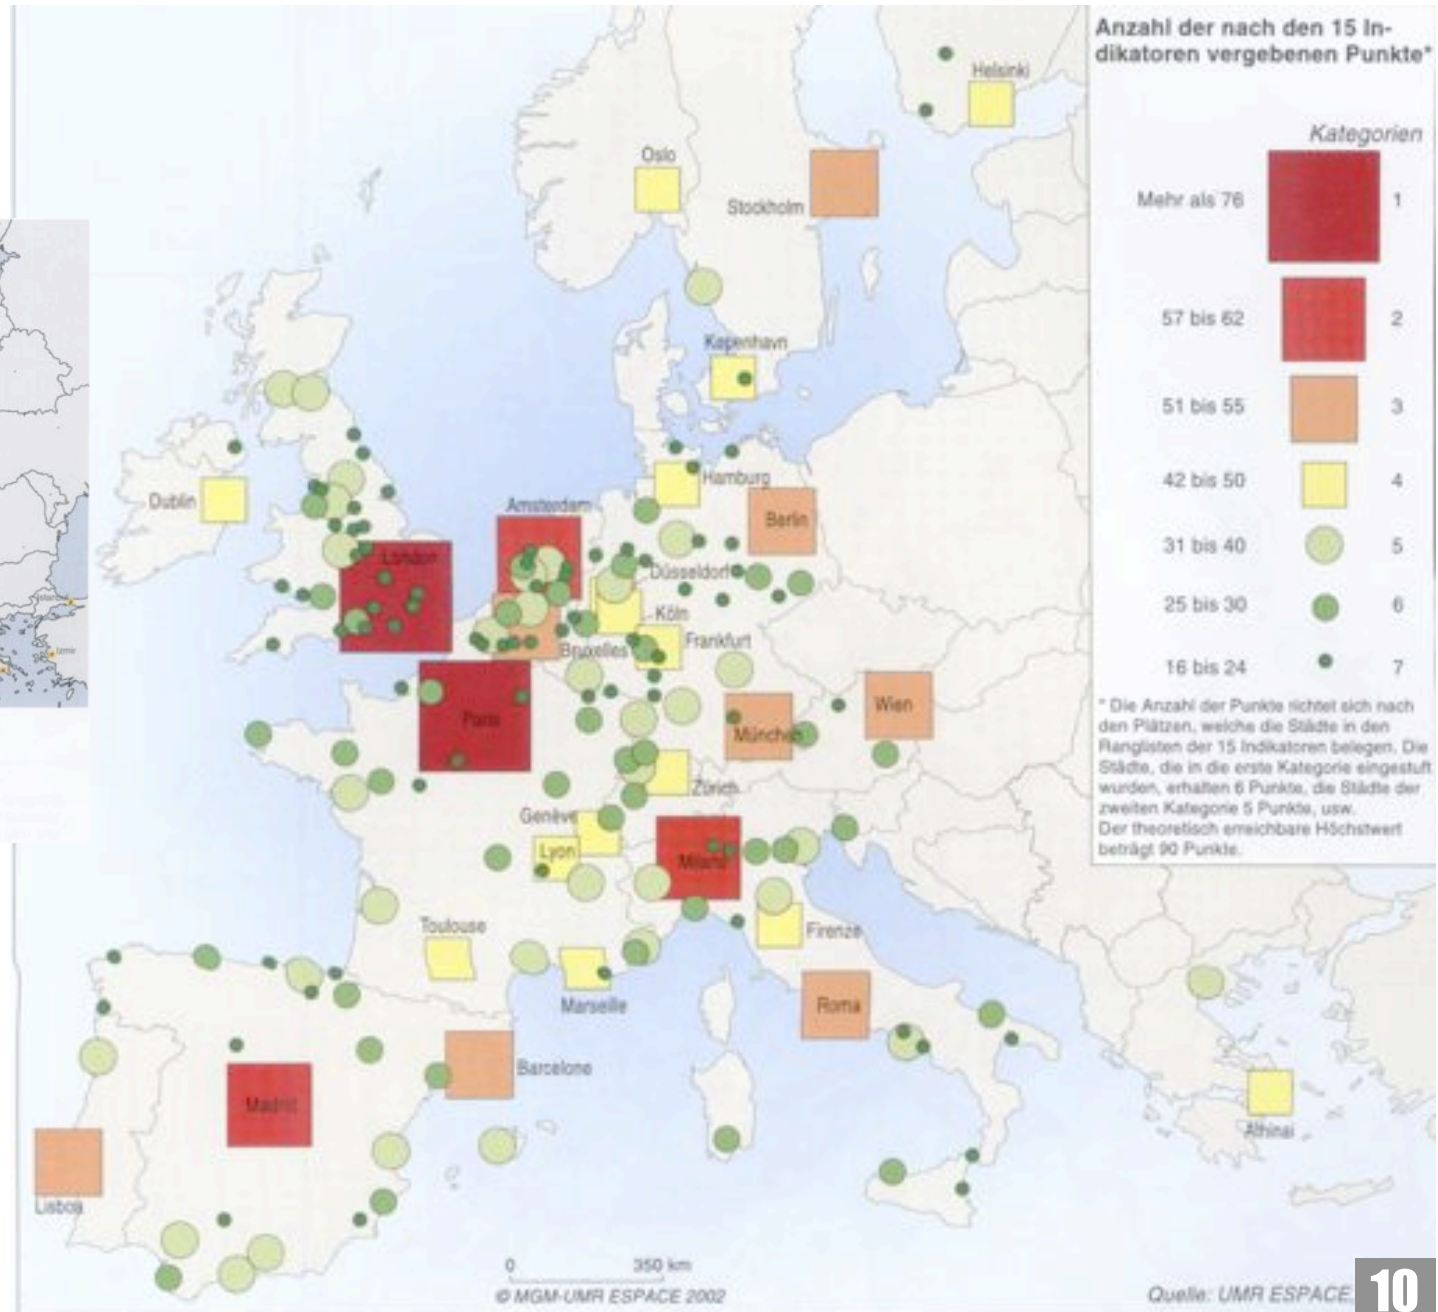 Anzahl der nach den 15 In-
dikatoren vergebenen Punkte*
Kategorien
Mehr als 76
1
57 bis 62
2
51 bis 55
3
42 bis 50
4
31 bis 40
5
25 bis 30
6
16 bis 24
7
* Die Anzahl der Punkte richtet sich nach
den Plätzen, welche die Städte in den
Ranglisten der 15 Indikatoren belegen. Die
Städte, die in die erste Kategorie eingestuft
wurden, erhalten 6 Punkte, die Städte der
zweiten Kategorie 5 Punkte, usw.
Der theoretisch erreichbare Höchstwert
beträgt 90 Punkte.
Helsinki
Oslo
Stockholm
København
Dublin
Hamburg
Amsterdam
Berlin
London
Düsseldorf
Köln
Frankfurt
Bruxelles
Paris
Wien
München
Zürich
Genève
Lyon
Milano
Toulouse
Firenze
Marseille
Roma
Barcelone
Madrid
Athinai
Lisboa
Istanbul
Izmir
0 350 km
© MGM-UMR ESPACE 2002
Quelle: UMR ESPACE.
10